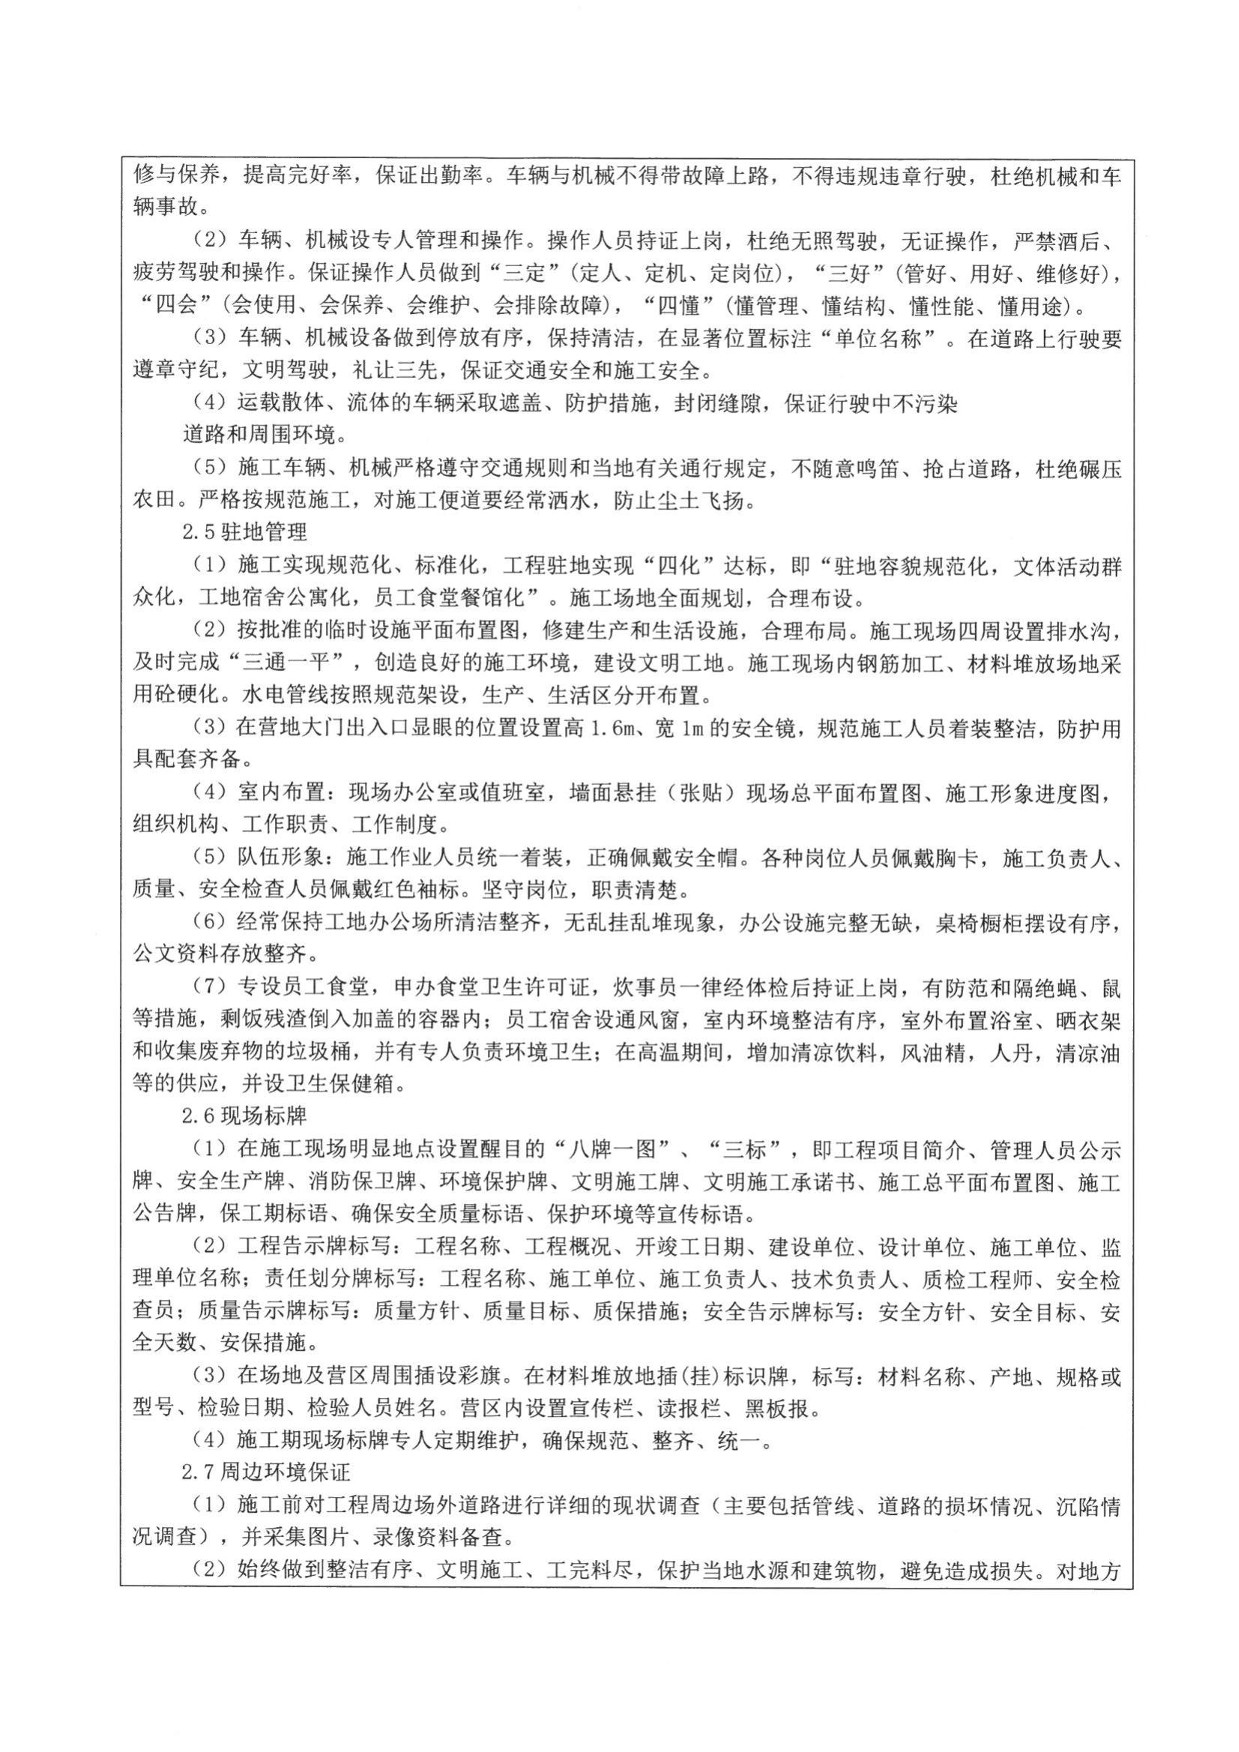 修与保养，提高完好率，保证出勤率。车辆与机械不得带故障上路，不得违规违章行驶，杜绝机械和车
辆事故。
（2）车辆、机械设专人管理和操作。操作人员持证上岗，杜绝无照驾驶，无证操作，严禁酒后、
疲劳驾驶和操作。保证操作人员做到“三定”(定人、定机、定岗位)，“三好”(管好、用好、维修好)，
“四会”(会使用、会保养、会维护、会排除故障)，“四懂”(懂管理、懂结构、懂性能、懂用途)。
（3）车辆、机械设备做到停放有序，保持清洁，在显著位置标注“单位名称”。在道路上行驶要
遵章守纪，文明驾驶，礼让三先，保证交通安全和施工安全。
（4）运载散体、流体的车辆采取遮盖、防护措施，封闭缝隙，保证行驶中不污染
道路和周围环境。
（5）施工车辆、机械严格遵守交通规则和当地有关通行规定，不随意鸣笛、抢占道路，杜绝碾压
农田。严格按规范施工，对施工便道要经常洒水，防止尘土飞扬。
2.5 驻地管理
（1）施工实现规范化、标准化，工程驻地实现“四化”达标，即“驻地容貌规范化，文体活动群
众化，工地宿舍公寓化，员工食堂餐馆化”。施工场地全面规划，合理布设。
（2）按批准的临时设施平面布置图，修建生产和生活设施，合理布局。施工现场四周设置排水沟，
及时完成“三通一平”，创造良好的施工环境，建设文明工地。施工现场内钢筋加工、材料堆放场地采
用砼硬化。水电管线按照规范架设，生产、生活区分开布置。
（3）在营地大门出入口显眼的位置设置高 1.6m、宽 1m 的安全镜，规范施工人员着装整洁，防护用
具配套齐备。
（4）室内布置：现场办公室或值班室，墙面悬挂（张贴）现场总平面布置图、施工形象进度图，
组织机构、工作职责、工作制度。
（5）队伍形象：施工作业人员统一着装，正确佩戴安全帽。各种岗位人员佩戴胸卡，施工负责人、
质量、安全检查人员佩戴红色袖标。坚守岗位，职责清楚。
（6）经常保持工地办公场所清洁整齐，无乱挂乱堆现象，办公设施完整无缺，桌椅橱柜摆设有序，
公文资料存放整齐。
（7）专设员工食堂，申办食堂卫生许可证，炊事员一律经体检后持证上岗，有防范和隔绝蝇、鼠
等措施，剩饭残渣倒入加盖的容器内；员工宿舍设通风窗，室内环境整洁有序，室外布置浴室、晒衣架
和收集废弃物的垃圾桶，并有专人负责环境卫生；在高温期间，增加清凉饮料，风油精，人丹，清凉油
等的供应，并设卫生保健箱。
2.6 现场标牌
（1）在施工现场明显地点设置醒目的“八牌一图”、“三标”，即工程项目简介、管理人员公示
牌、安全生产牌、消防保卫牌、环境保护牌、文明施工牌、文明施工承诺书、施工总平面布置图、施工
公告牌，保工期标语、确保安全质量标语、保护环境等宣传标语。
（2）工程告示牌标写：工程名称、工程概况、开竣工日期、建设单位、设计单位、施工单位、监
理单位名称；责任划分牌标写：工程名称、施工单位、施工负责人、技术负责人、质检工程师、安全检
查员；质量告示牌标写：质量方针、质量目标、质保措施；安全告示牌标写：安全方针、安全目标、安
全天数、安保措施。
（3）在场地及营区周围插设彩旗。在材料堆放地插(挂)标识牌，标写：材料名称、产地、规格或
型号、检验日期、检验人员姓名。营区内设置宣传栏、读报栏、黑板报。
（4）施工期现场标牌专人定期维护，确保规范、整齐、统一。
2.7 周边环境保证
（1）施工前对工程周边场外道路进行详细的现状调查（主要包括管线、道路的损坏情况、沉陷情
况调查），并采集图片、录像资料备查。
（2）始终做到整洁有序、文明施工、工完料尽，保护当地水源和建筑物，避免造成损失。对地方